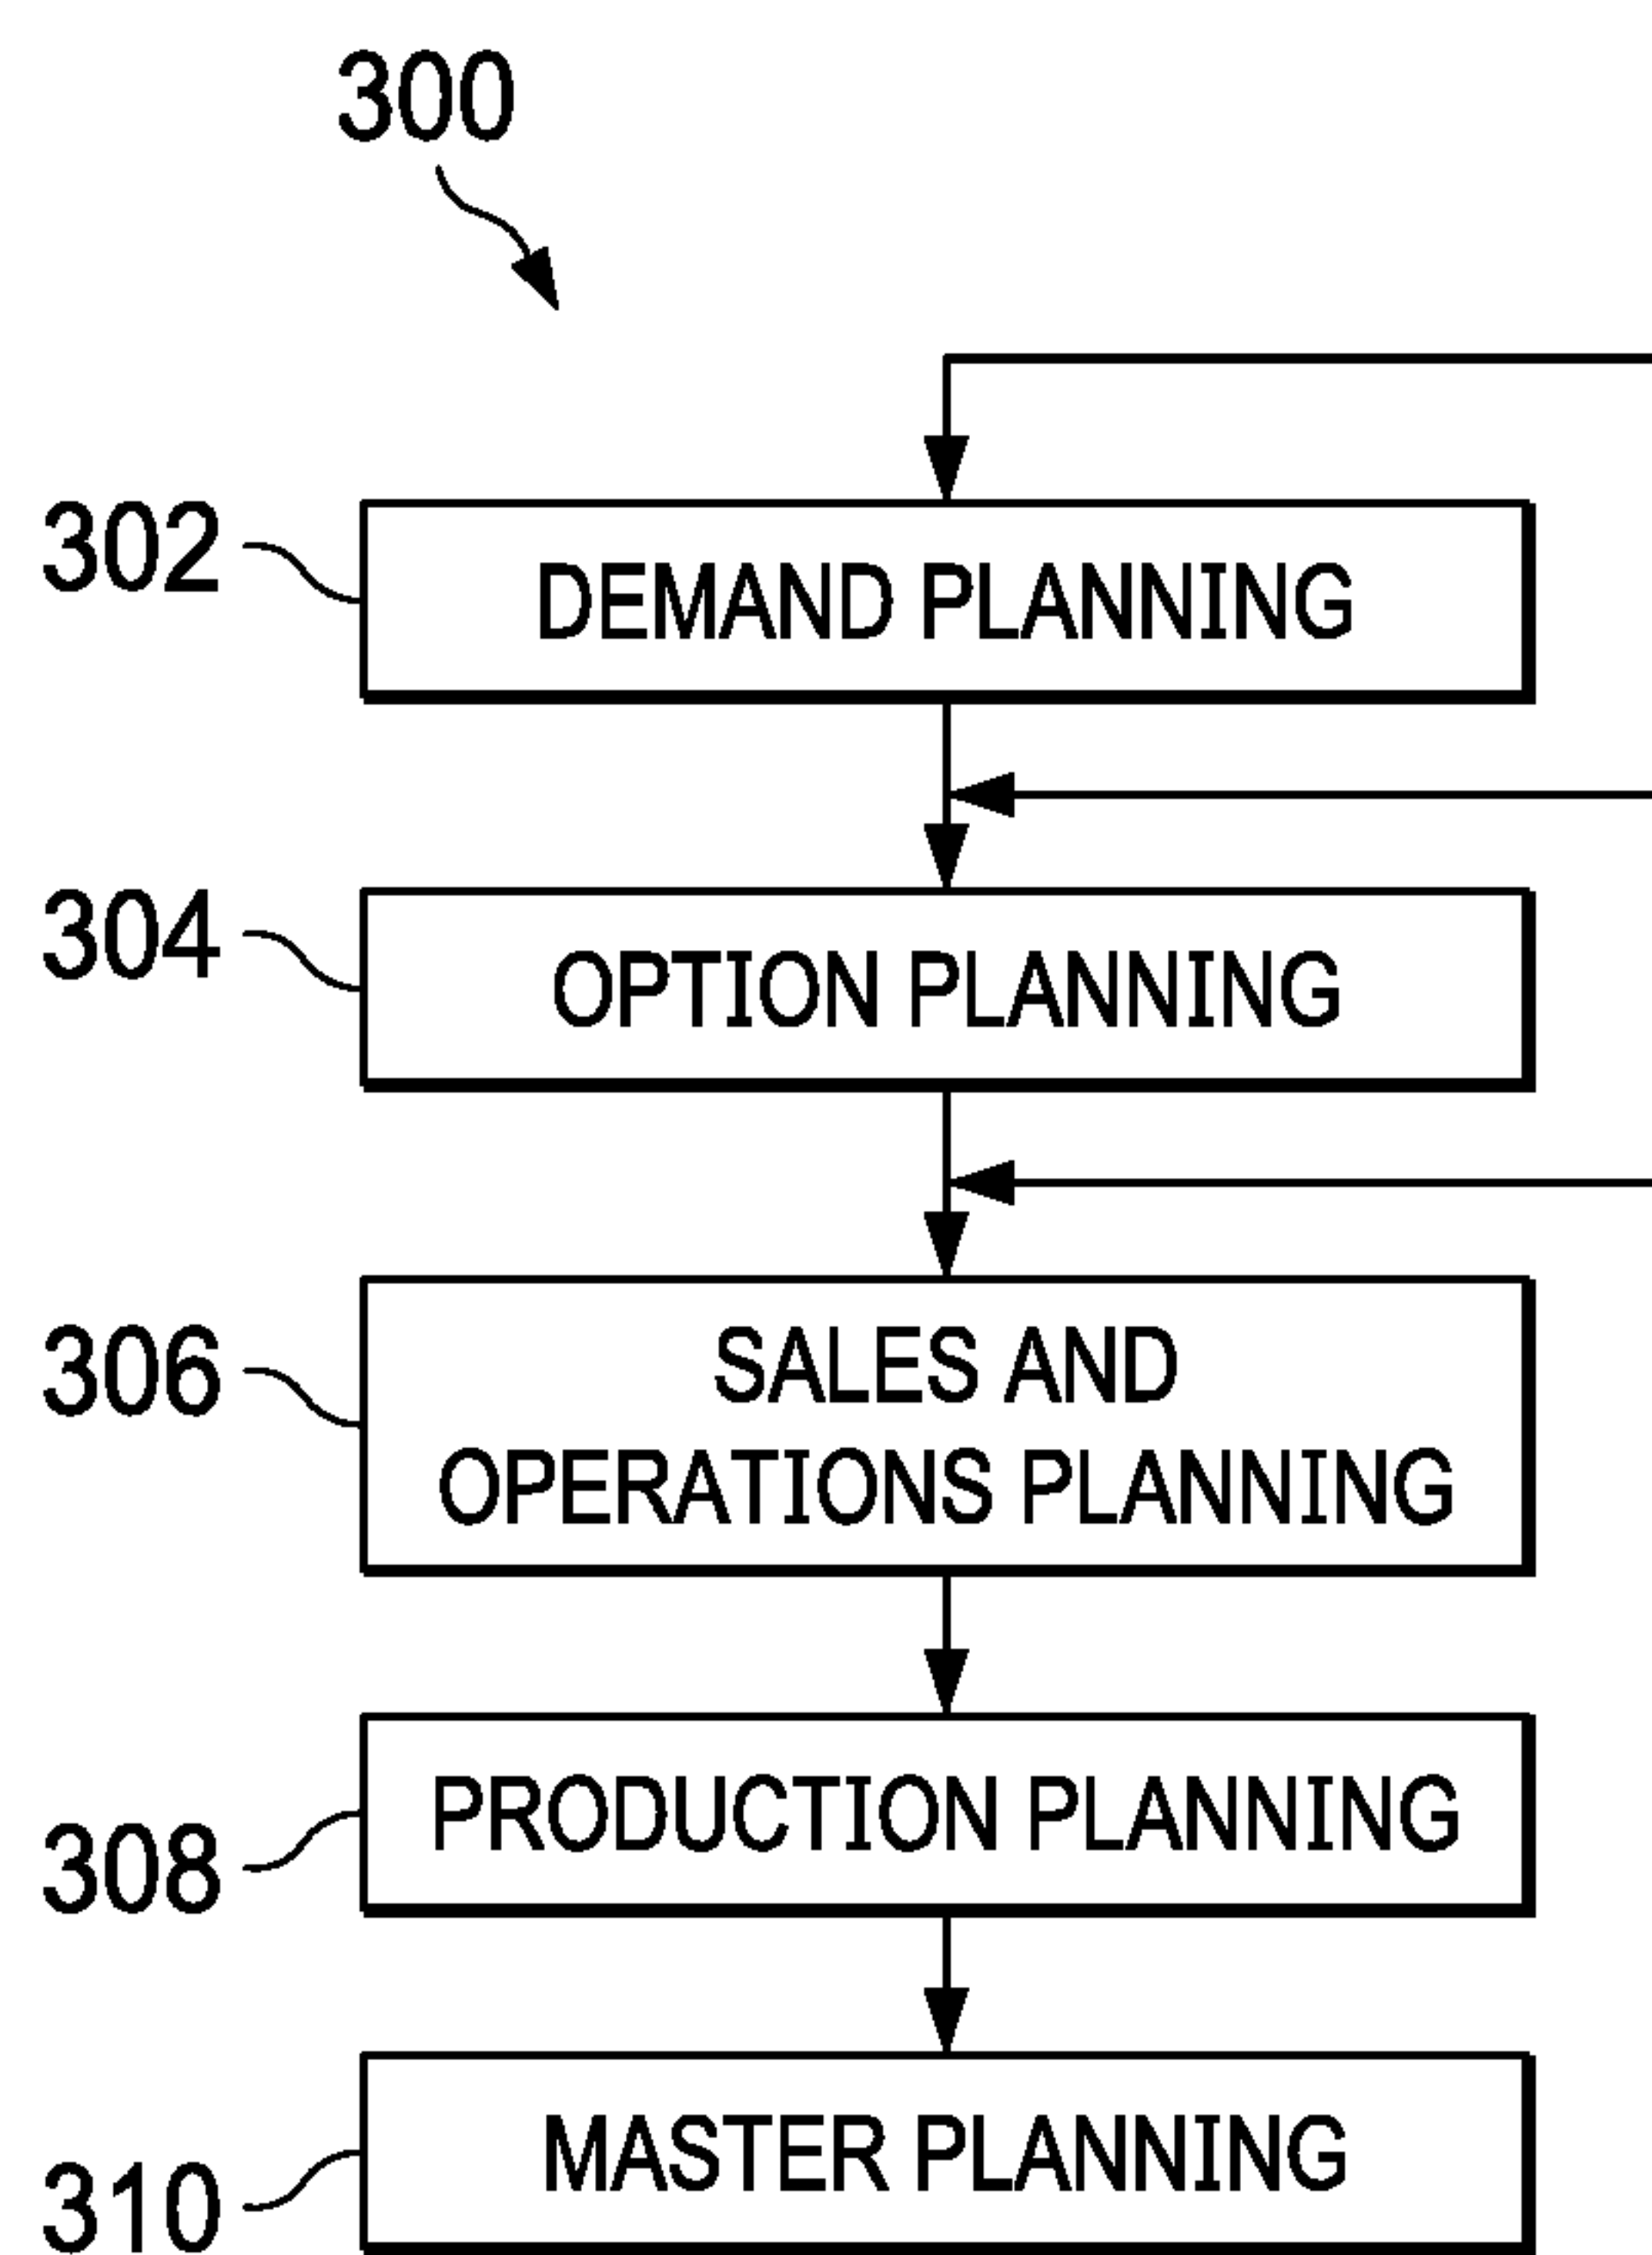 300
302
DEMAND PLANNING
304
OPTION PLANNING
306
SALES AND
OPERATIONS PLANNING
308
PRODUCTION PLANNING
310
MASTER PLANNING